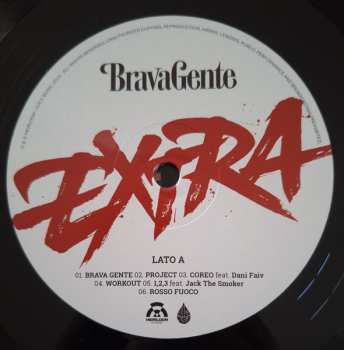 BravaGente
EXTRA
LATO A
01. BRAVA GENTE 02. PROJECT 03. COREO feat. Dani Faiv
04. WORKOUT 05. 1,2,3 feat. Jack The Smoker
06. ROSSO FUOCO